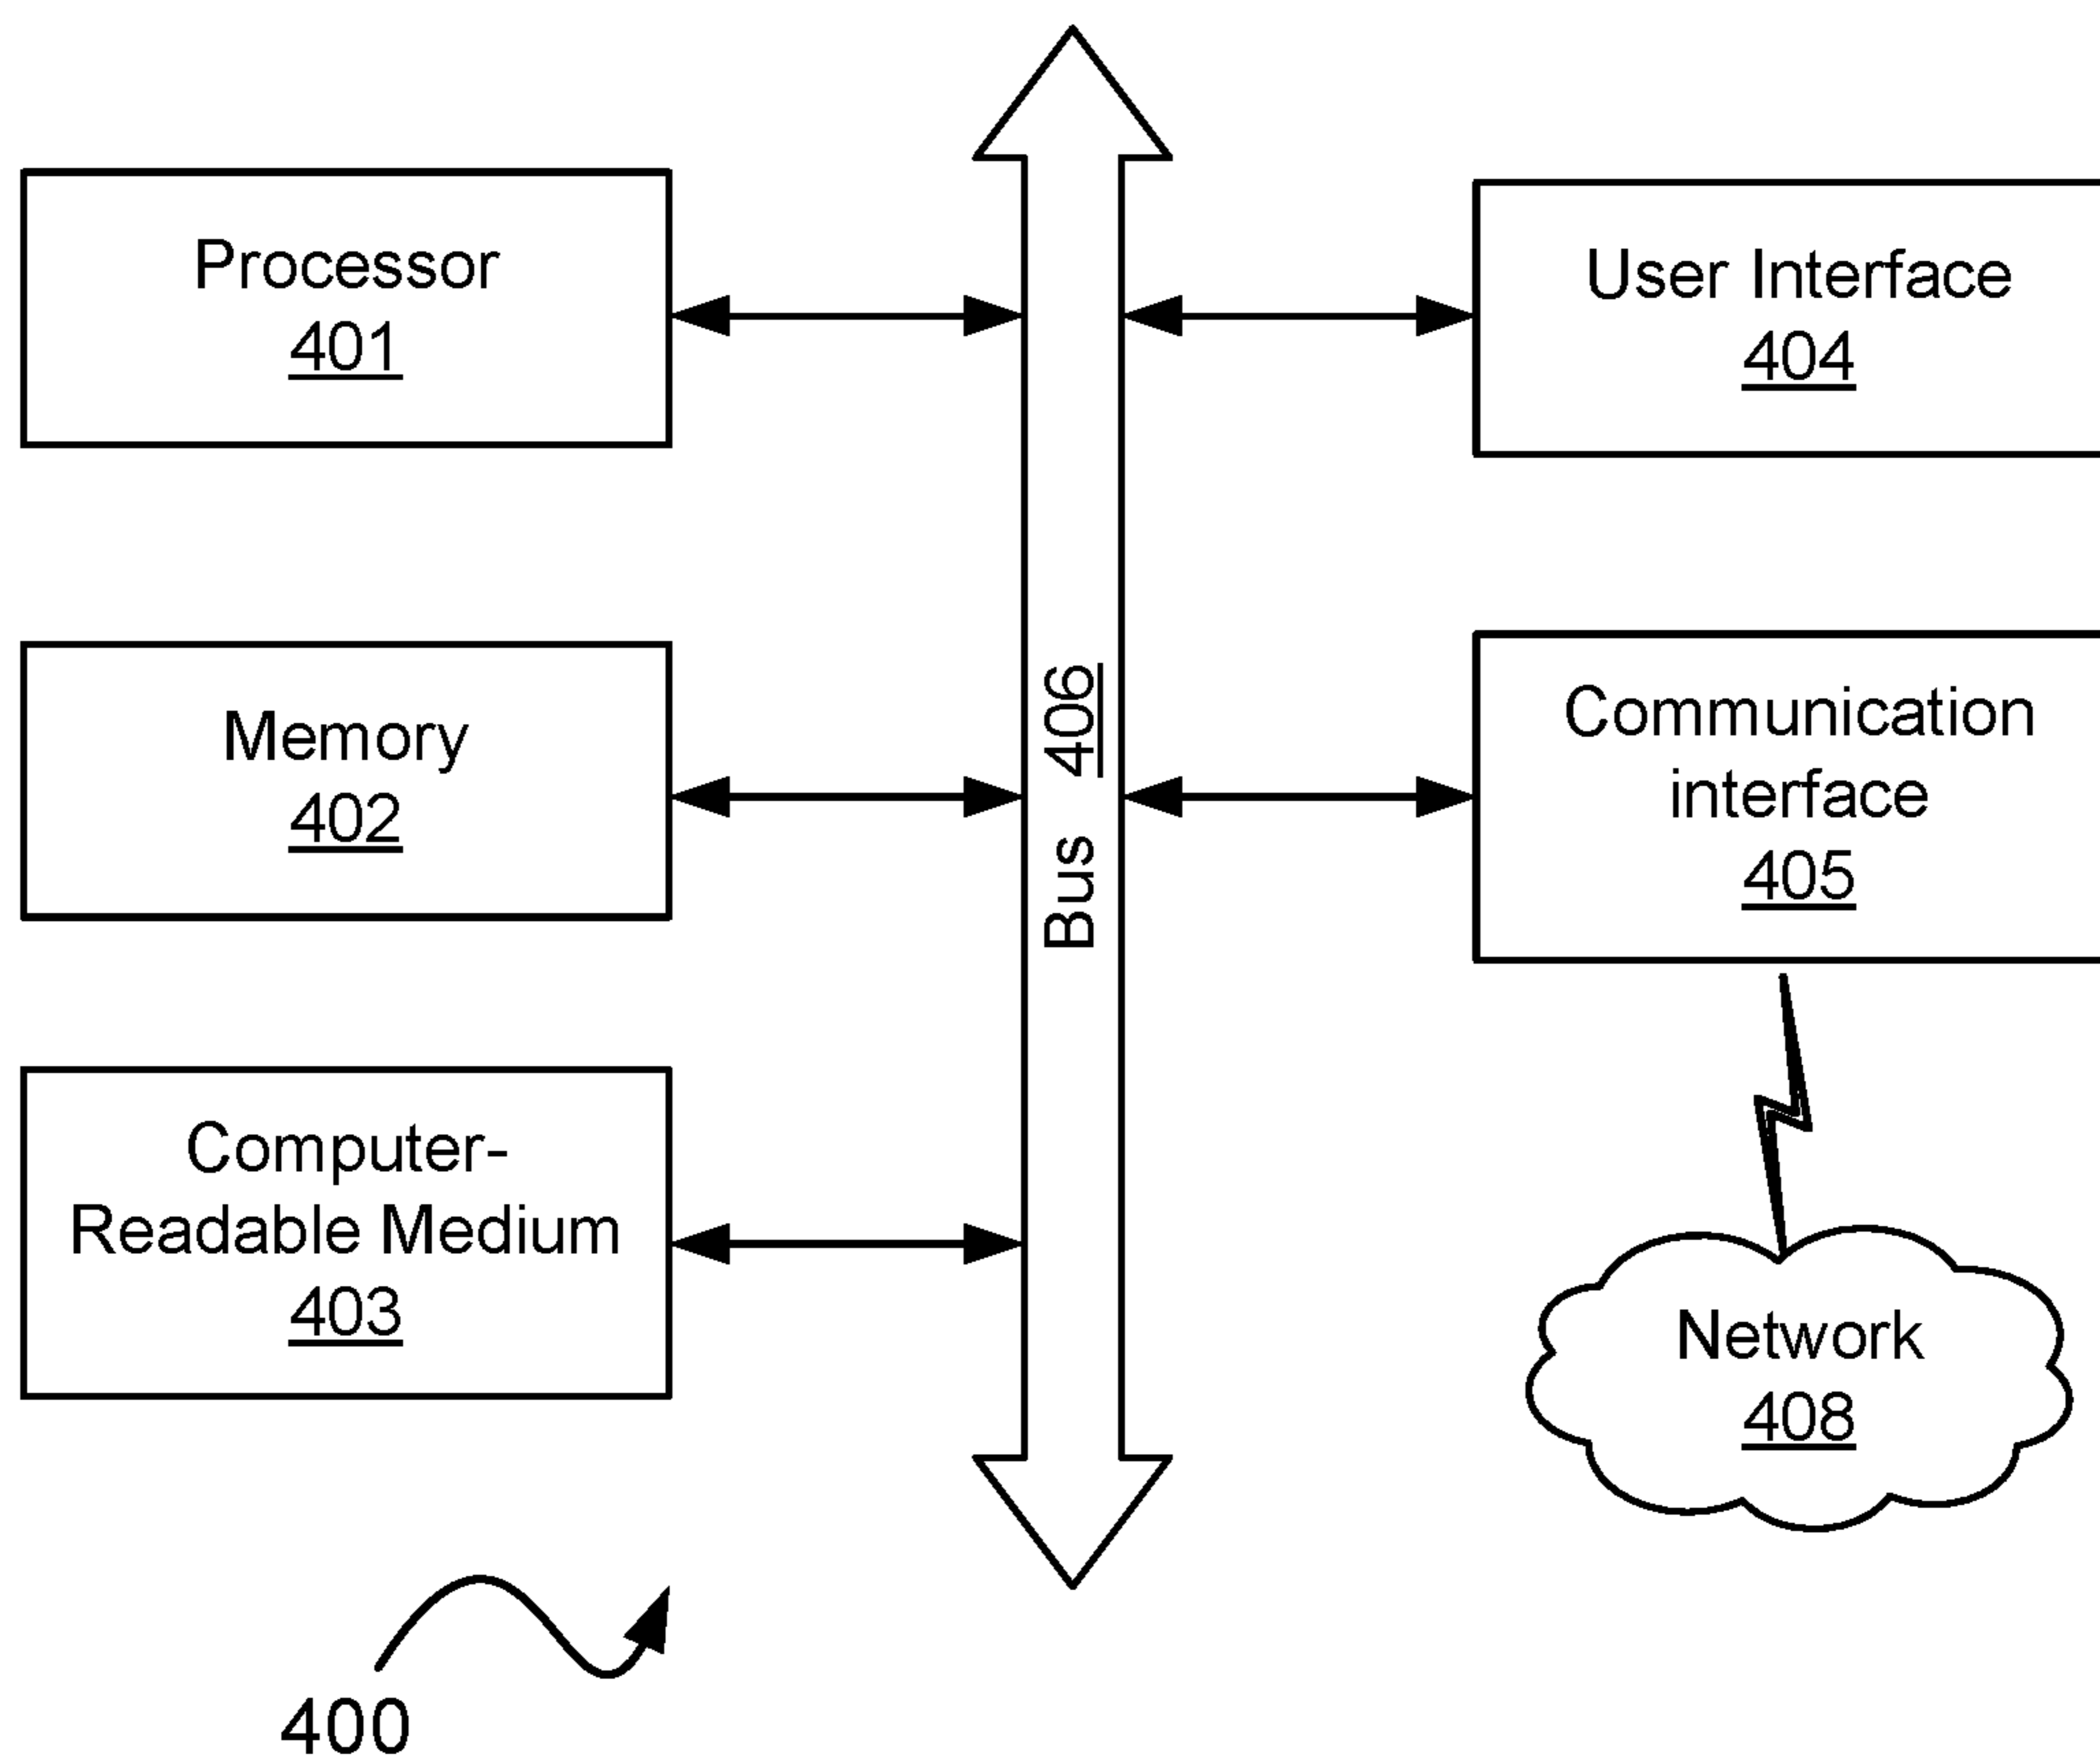 Processor
401
Memory
402
Computer-
Readable Medium
403
Bus 406
User Interface
404
Communication
interface
405
Network
408
400